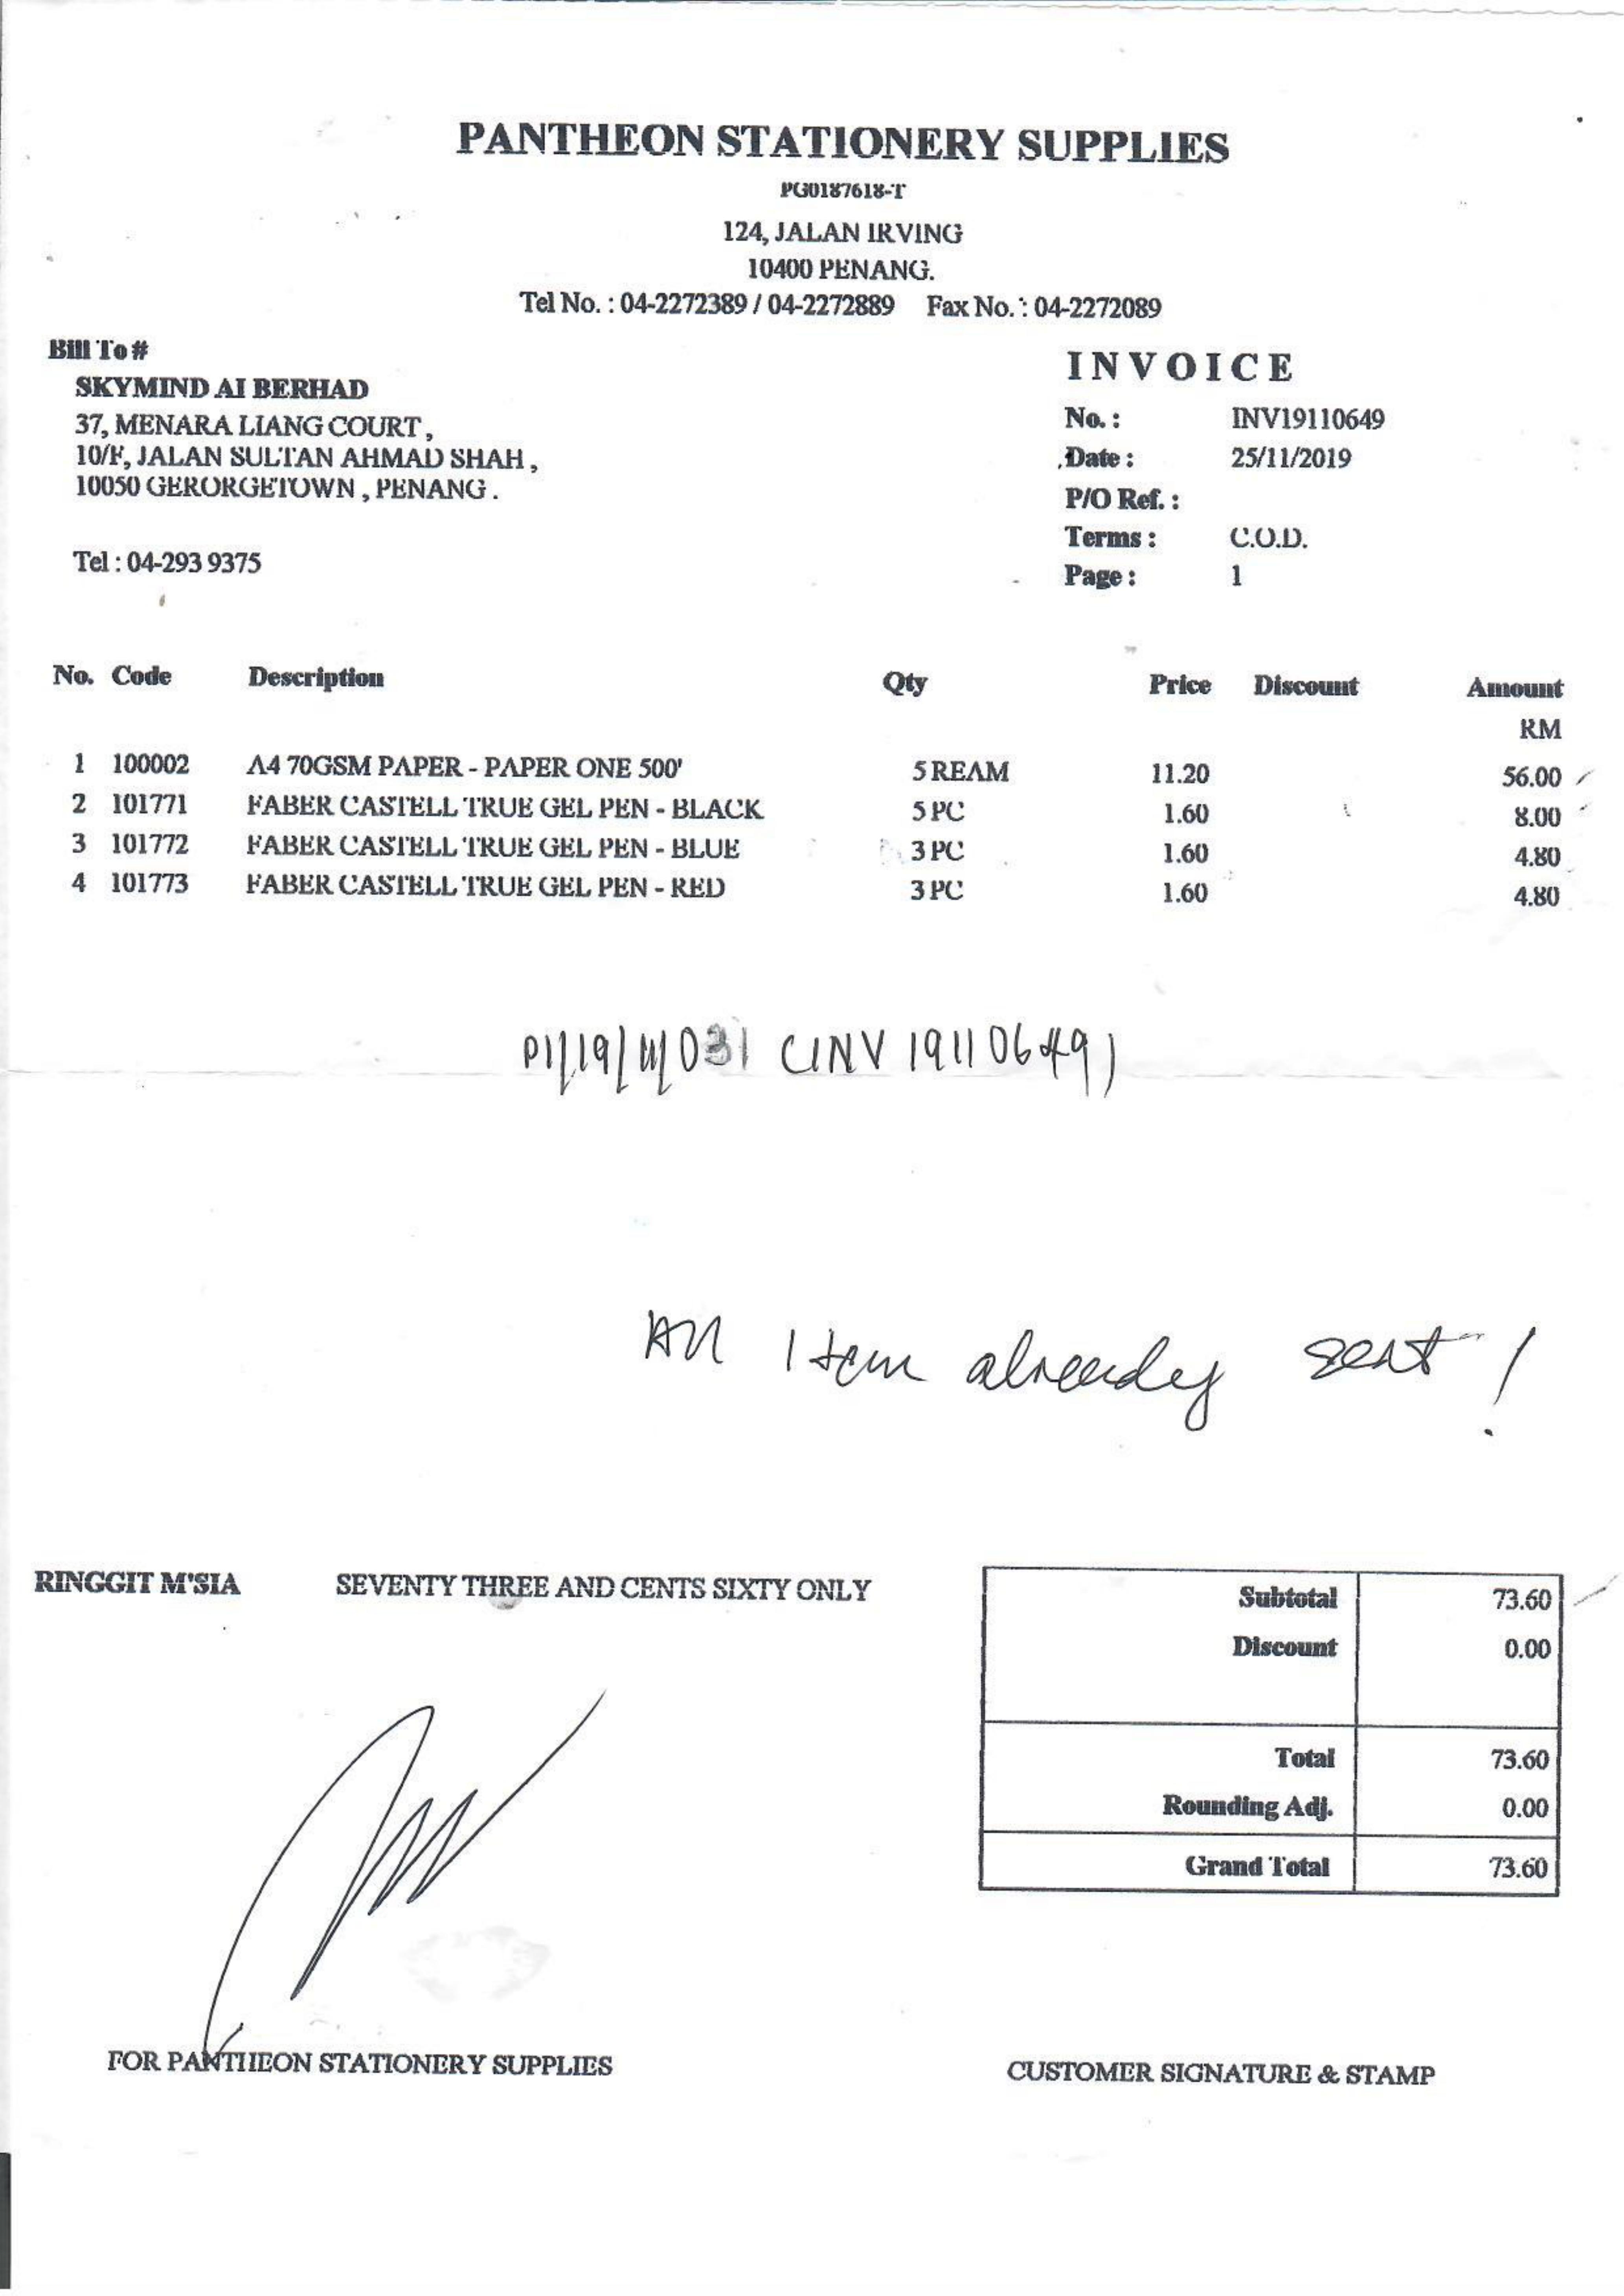 PANTHEON STATIONERY SUPPLIES
PG0187618-T
124, JALAN IRVING
10400 PENANG.
Tel No. : 04-2272389 / 04-2272889 Fax No. : 04-2272089
Bill To #
SKYMIND AI BERHAD
37, MENARA LIANG COURT ,
10/F, JALAN SULTAN AHMAD SHAH ,
10050 GERORGETOWN , PENANG .
Tel : 04-293 9375
INVOICE
No. : INV19110649
Date : 25/11/2019
P/O Ref. :
Terms : C.O.D.
Page : 1
No. Code Description Qty Price Discount Amount
RM
1 100002 A4 70GSM PAPER - PAPER ONE 500' 5 REAM 11.20 56.00
2 101771 FABER CASTELL TRUE GEL PEN - BLACK 5 PC 1.60 8.00
3 101772 FABER CASTELL TRUE GEL PEN - BLUE 3 PC 1.60 4.80
4 101773 FABER CASTELL TRUE GEL PEN - RED 3 PC 1.60 4.80
(INV 19110649)
All Item already sent !
RINGGIT M'SIA SEVENTY THREE AND CENTS SIXTY ONLY
Subtotal 73.60
Discount 0.00
Total 73.60
Rounding Adj. 0.00
Grand Total 73.60
FOR PANTHEON STATIONERY SUPPLIES
CUSTOMER SIGNATURE & STAMP